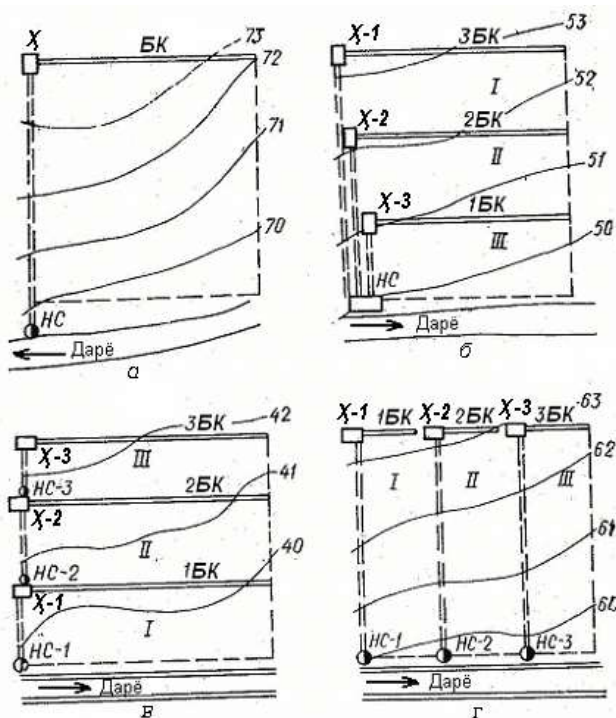 Ҳ
БК
73
72
71
70
НС
Дарё
а
Ҳ-1
3БК
53
I
52
Ҳ-2
2БК
II
51
Ҳ-3
1БК
50
III
НС
Дарё
б
3БК
42
Ҳ-3
III
НС-3
41
2БК
Ҳ-2
II
40
НС-2
1БК
Ҳ-1
I
НС-1
Дарё
в
Ҳ-1 1БК Ҳ-2 2БК Ҳ-3 3БК 63
62
I II III
61
60
НС-1 НС-2 НС-3
Дарё
г